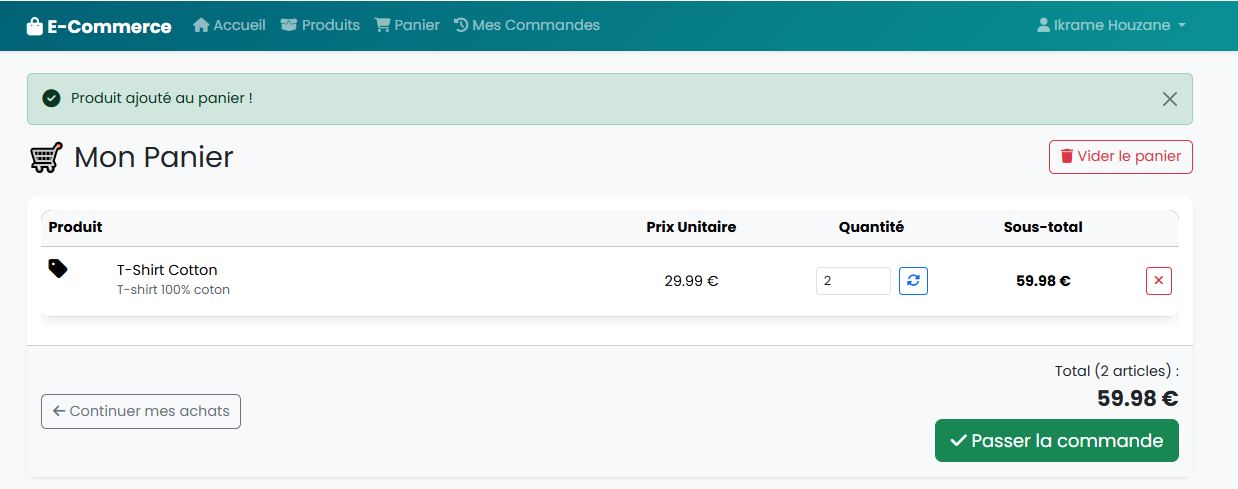 E-Commerce Accueil Produits Panier Mes Commandes Ikrame Houzane
Produit ajouté au panier !
Mon Panier Vider le panier
Produit Prix Unitaire Quantité Sous-total
T-Shirt Cotton 29.99 € 2 59.98 €
T-shirt 100% coton
Total (2 articles) :
59.98 €
Continuer mes achats
Passer la commande